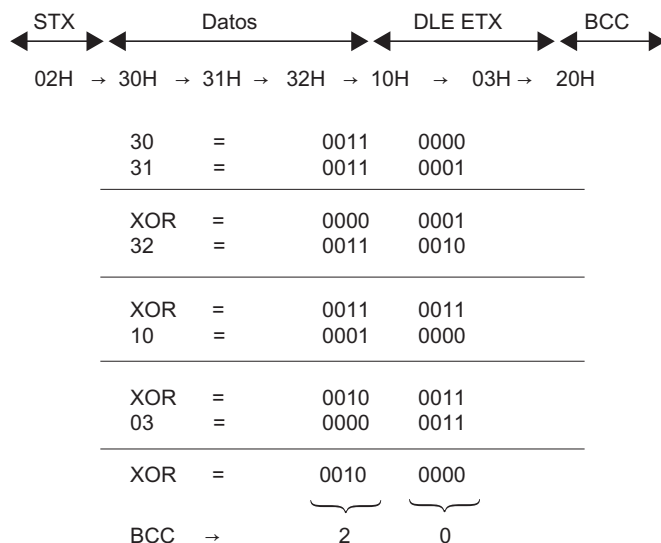 STX Datos DLE ETX BCC
02H → 30H → 31H → 32H → 10H → 03H → 20H
30 = 0011 0000
31 = 0011 0001
XOR = 0000 0001
32 = 0011 0010
XOR = 0011 0011
10 = 0001 0000
XOR = 0010 0011
03 = 0000 0011
XOR = 0010 0000
BCC → 2 0